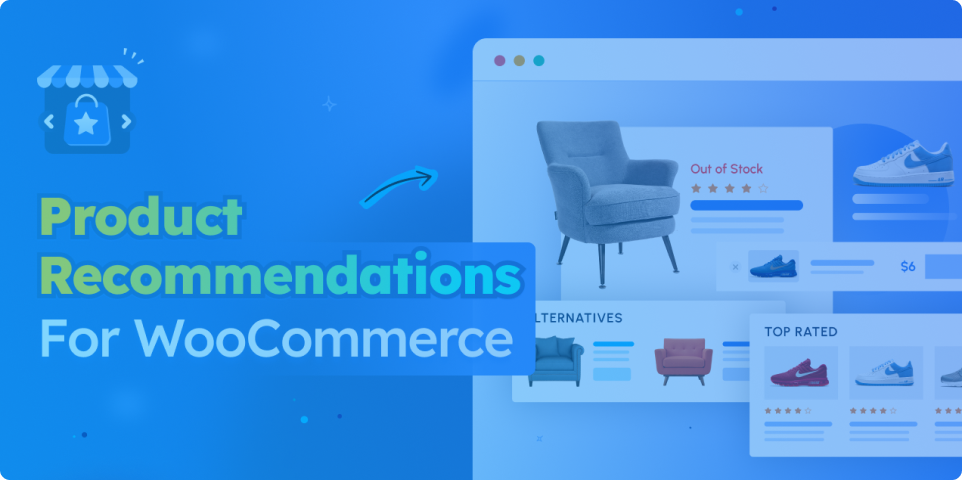 Product
Recommendations
For WooCommerce
Out of Stock
$6
LTERNATIVES
TOP RATED